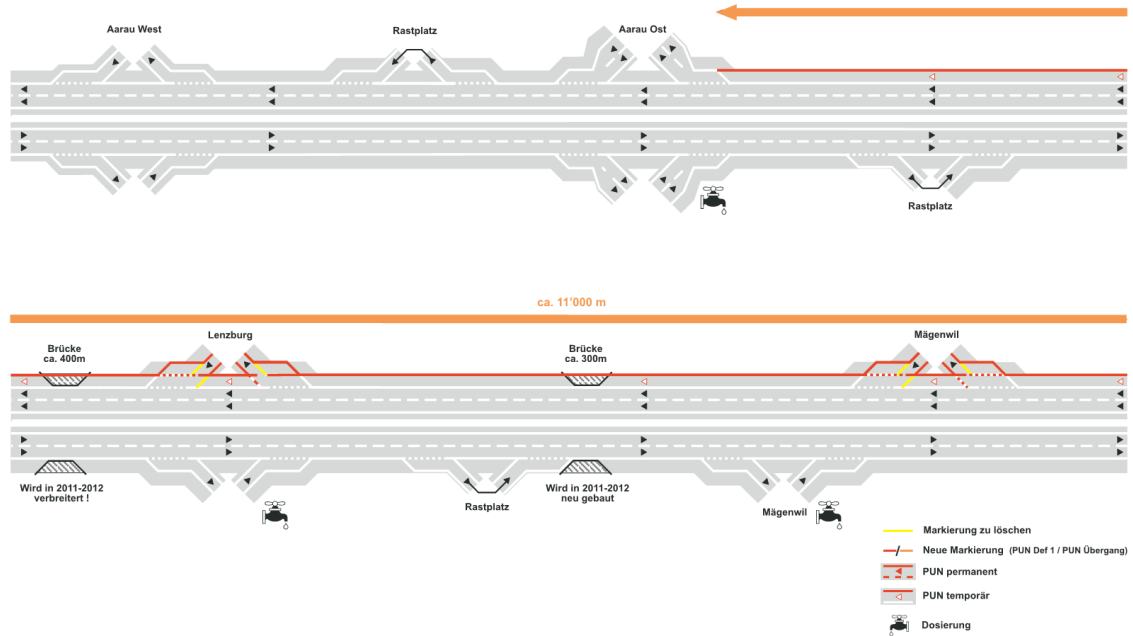 Aarau West
Rastplatz
Aarau Ost
Rastplatz
ca. 11’000 m
Lenzburg
Mägenwil
Brücke
ca. 400m
Brücke
ca. 300m
Wird in 2011-2012
verbreitert !
Rastplatz
Wird in 2011-2012
neu gebaut
Mägenwil
Markierung zu löschen
Neue Markierung (PUN Def 1 / PUN Übergang)
PUN permanent
PUN temporär
Dosierung